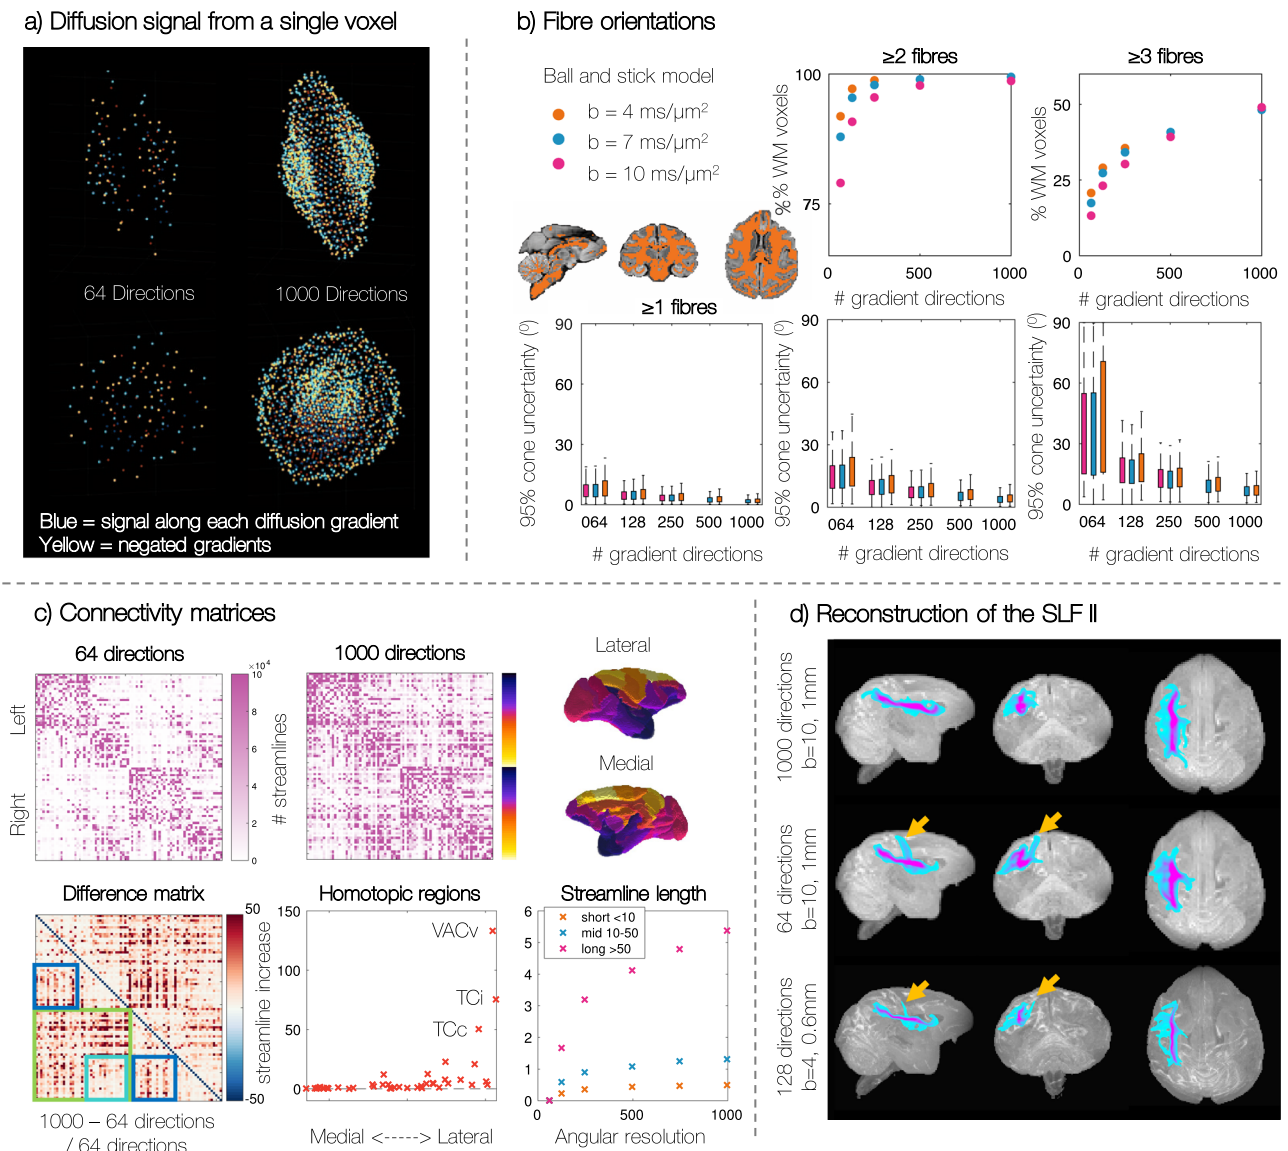 a) Diffusion signal from a single voxel
64 Directions
1000 Directions
Blue = signal along each diffusion gradient
Yellow = negated gradients
b) Fibre orientations
Ball and stick model
b = 4 ms/µm²
b = 7 ms/µm²
b = 10 ms/µm²
≥2 fibres
% WM voxels
100
75
0
500
1000
# gradient directions
≥3 fibres
% WM voxels
50
25
0
0
500
1000
# gradient directions
≥1 fibres
95% cone uncertainty (⁰)
90
60
30
0
064
128
250
500
1000
# gradient directions
95% cone uncertainty (⁰)
90
60
30
0
064
128
250
500
1000
# gradient directions
95% cone uncertainty (⁰)
90
60
30
0
064
128
250
500
1000
# gradient directions
c) Connectivity matrices
64 directions
Left
Right
×10⁴
10
8
6
4
2
0
# streamlines
1000 directions
Lateral
Medial
Difference matrix
50
-50
streamline increase
1000 – 64 directions
/ 64 directions
Homotopic regions
150
100
50
0
VACv
TCi
TCc
Medial <-----> Lateral
Streamline length
6
5
4
3
2
1
0
short <10
mid 10-50
long >50
0
500
1000
Angular resolution
d) Reconstruction of the SLF II
1000 directions
b=10, 1mm
64 directions
b=10, 1mm
128 directions
b=4, 0.6mm